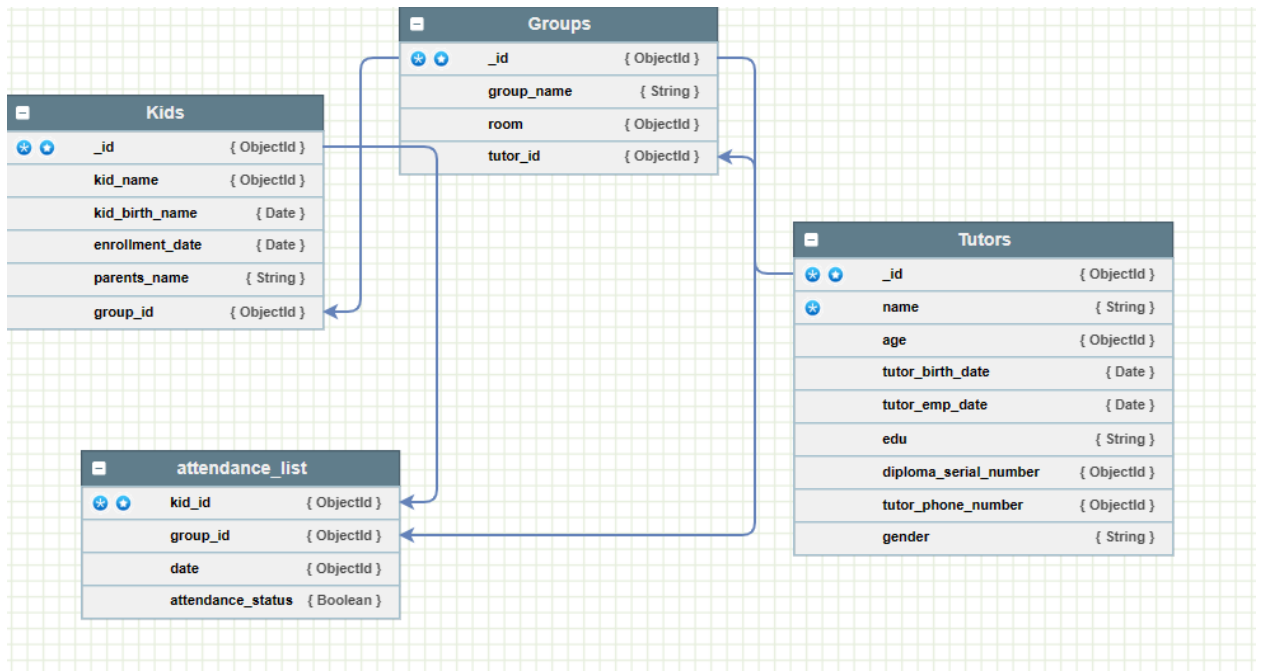 Groups
_id { ObjectId }
group_name { String }
room { ObjectId }
tutor_id { ObjectId }
Kids
_id { ObjectId }
kid_name { ObjectId }
kid_birth_name { Date }
enrollment_date { Date }
parents_name { String }
group_id { ObjectId }
Tutors
_id { ObjectId }
name { String }
age { ObjectId }
tutor_birth_date { Date }
tutor_emp_date { Date }
edu { String }
diploma_serial_number { ObjectId }
tutor_phone_number { ObjectId }
gender { String }
attendance_list
kid_id { ObjectId }
group_id { ObjectId }
date { ObjectId }
attendance_status { Boolean }